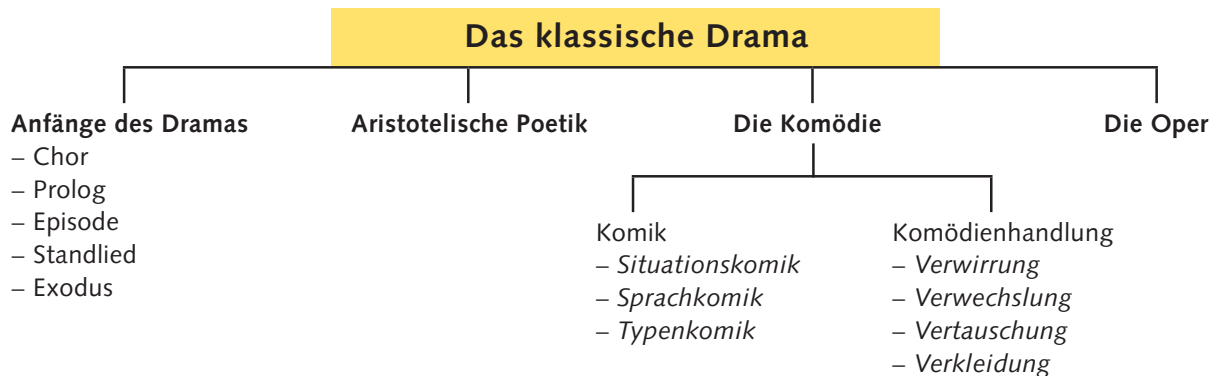 Das klassische Drama
Anfänge des Dramas
– Chor
– Prolog
– Episode
– Standlied
– Exodus
Aristotelische Poetik
Die Komödie
Komik
– Situationskomik
– Sprachkomik
– Typenkomik
Komödienhandlung
– Verwirrung
– Verwechslung
– Vertauschung
– Verkleidung
Die Oper